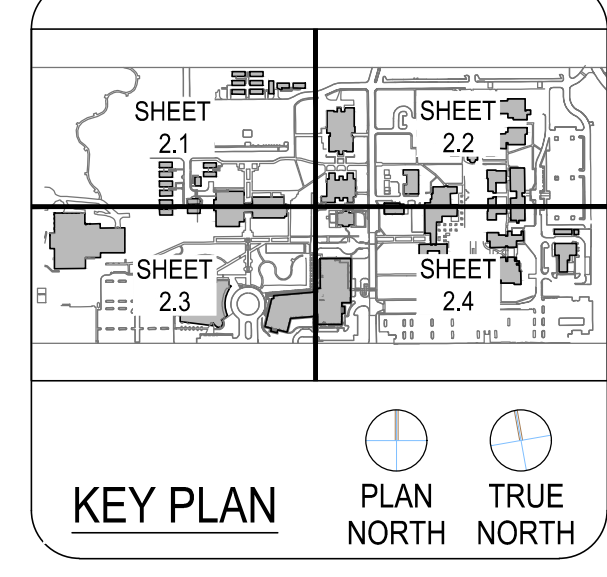 SHEET
2.1
SHEET
2.2
SHEET
2.3
SHEET
2.4
KEY PLAN
PLAN
NORTH
TRUE
NORTH